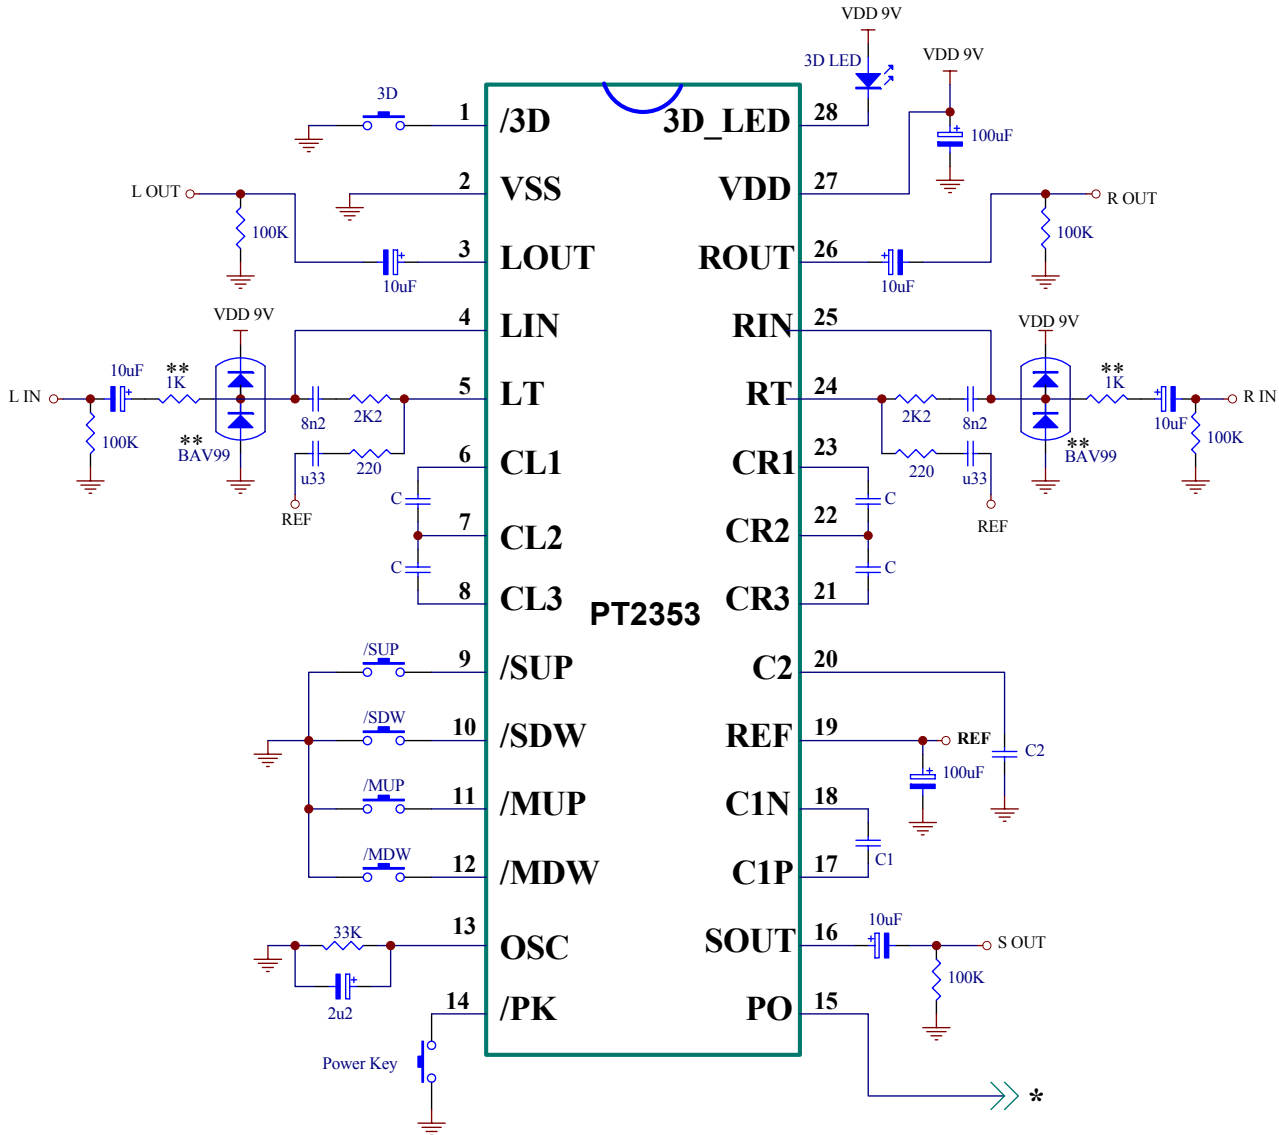 VDD 9V
3D LED
VDD 9V
3D
1
/3D
3D_LED
28
100uF
L OUT
2
VSS
VDD
27
R OUT
100K
3
LOUT
ROUT
26
100K
10uF
10uF
VDD 9V
4
LIN
RIN
25
VDD 9V
10uF
**
1K
**
1K
L IN
5
LT
RT
24
R IN
8n2
2K2
2K2
8n2
10uF
100K
**
BAV99
**
BAV99
100K
6
CL1
CR1
23
u33
220
220
u33
C
C
REF
REF
7
CL2
CR2
22
C
C
8
CL3
CR3
21
PT2353
/SUP
9
/SUP
C2
20
/SDW
10
/SDW
REF
19
REF
C2
100uF
/MUP
11
/MUP
C1N
18
/MDW
12
/MDW
C1P
17
C1
10uF
33K
13
OSC
SOUT
16
S OUT
100K
2u2
14
/PK
PO
15
Power Key
*